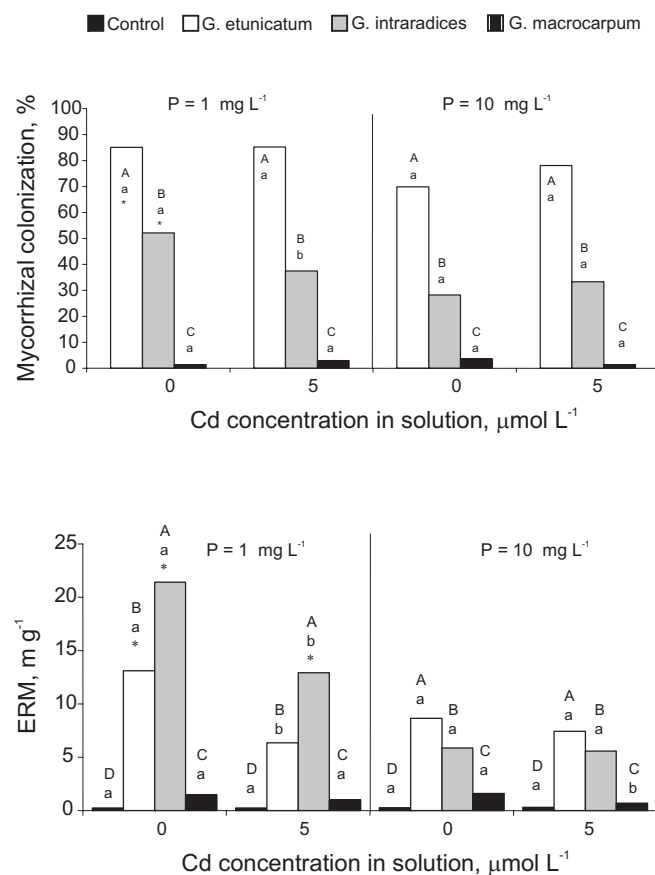 Control G. etunicatum G. intraradices G. macrocarpum
P = 1 mg L-1 P = 10 mg L-1
Mycorrhizal colonization, %
100
90
80
70
60
50
40
30
20
10
0
A
a
*
B
a
*
C
a
A
a
B
b
C
a
A
a
B
a
C
a
A
a
B
a
C
a
0 5 0 5
Cd concentration in solution, µmol L-1
P = 1 mg L-1 P = 10 mg L-1
ERM, m g-1
25
20
15
10
5
0
D
a
B
a
*
A
a
*
C
a
D
a
B
b
A
b
*
C
a
D
a
A
a
B
a
C
a
D
a
A
a
B
a
C
b
0 5 0 5
Cd concentration in solution, µmol L-1